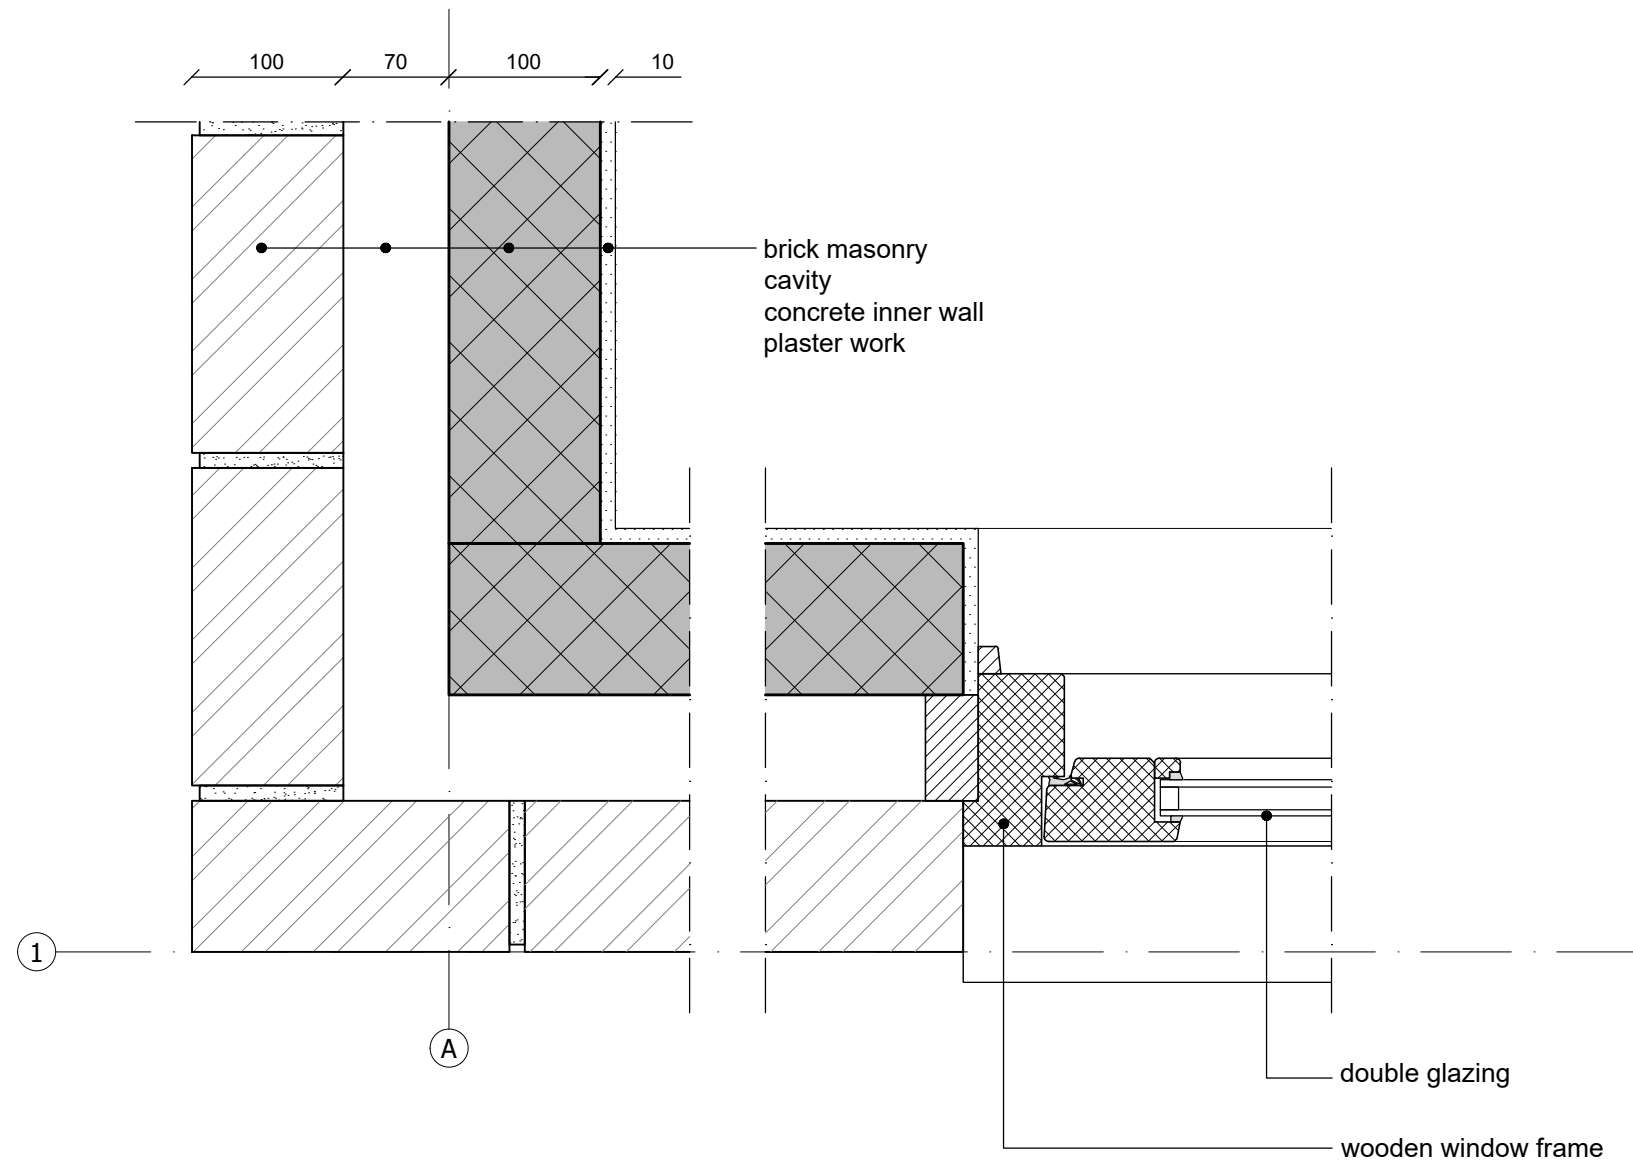 100 70 100 10
brick masonry
cavity
concrete inner wall
plaster work
1
A
double glazing
wooden window frame